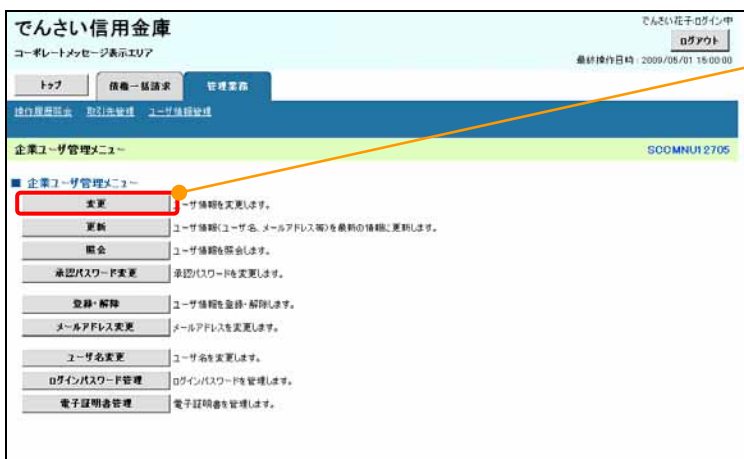 でんさい信用金庫
でんさい花子:ログイン中
ログアウト
コーポレートメッセージ表示エリア
最終操作日時：2009/05/01 15:00:00
トップ 債権一括請求 管理業務
操作履歴照会 取引先管理 ユーザ情報管理
企業ユーザ管理メニュー SCCMNU12705
■ 企業ユーザ管理メニュー
変更 ユーザ情報を変更します。
更新 ユーザ情報(ユーザ名、メールアドレス等)を最新の情報に更新します。
照会 ユーザ情報を照会します。
承認パスワード変更 承認パスワードを変更します。
登録・解除 ユーザ情報を登録・解除します。
メールアドレス変更 メールアドレスを変更します。
ユーザ名変更 ユーザ名を変更します。
ログインパスワード管理 ログインパスワードを管理します。
電子証明書管理 電子証明書を管理します。